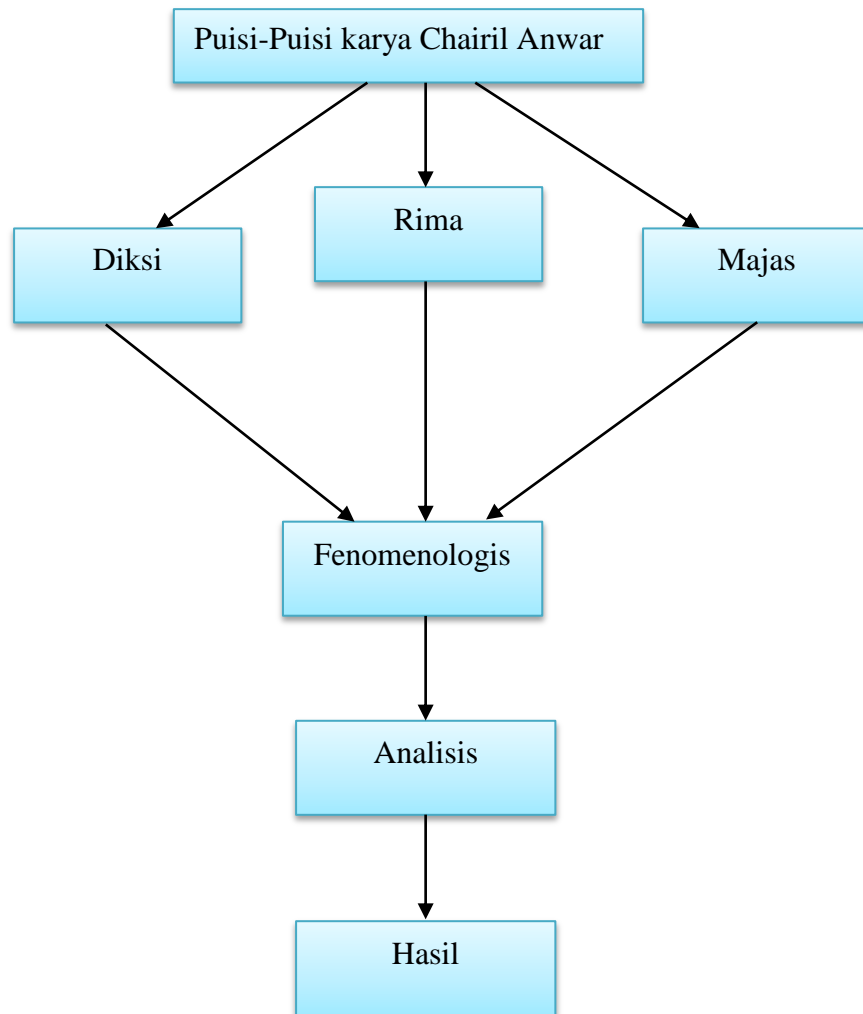 Puisi-Puisi karya Chairil Anwar
Diksi
Rima
Majas
Fenomenologis
Analisis
Hasil